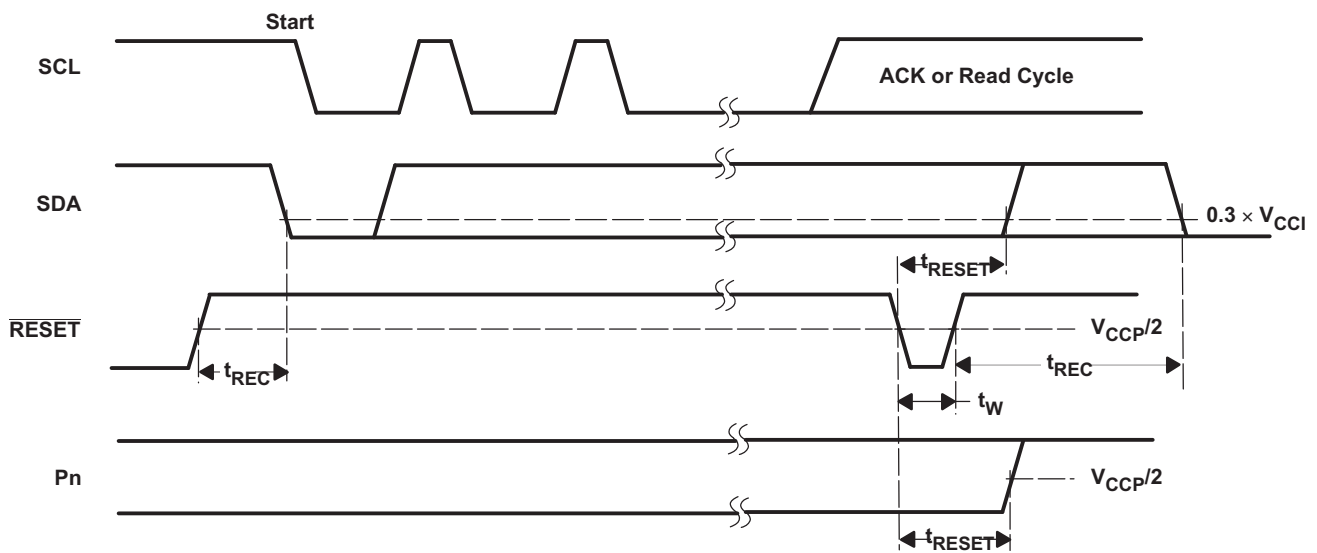 Start
SCL
ACK or Read Cycle
SDA
0.3 × VCCI
tRESET
RESET
VCCP/2
tREC
tREC
tW
Pn
VCCP/2
tRESET